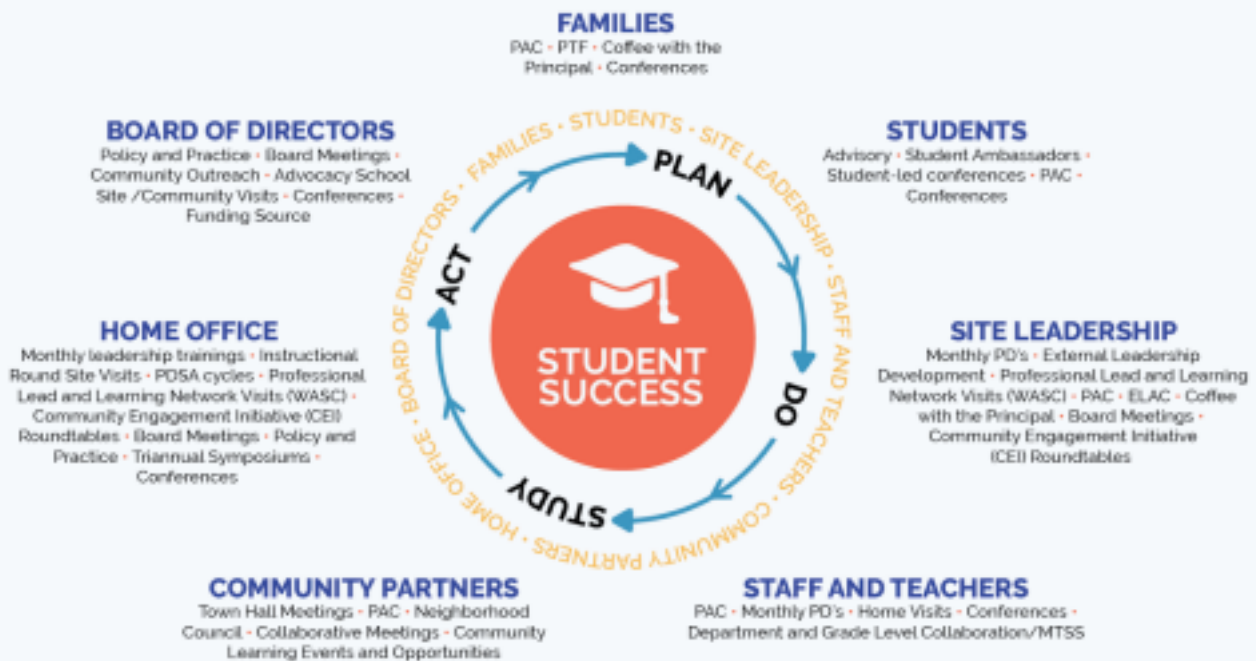 FAMILIES
PAC • PTF • Coffee with the
Principal • Conferences
BOARD OF DIRECTORS
Policy and Practice • Board Meetings •
Community Outreach • Advocacy School
Site /Community Visits • Conferences •
Funding Source
STUDENTS
Advisory • Student Ambassadors •
Student-led conferences • PAC •
Conferences
HOME OFFICE
Monthly leadership trainings • Instructional
Round Site Visits • PDSA cycles • Professional
Lead and Learning Network Visits (WASC) •
Community Engagement Initiative (CEI)
Roundtables • Board Meetings • Policy and
Practice • Triannual Symposiums •
Conferences
SITE LEADERSHIP
Monthly PD's • External Leadership
Development • Professional Lead and Learning
Network Visits (WASC) • PAC • ELAC • Coffee
with the Principal • Board Meetings •
Community Engagement Initiative
(CEI) Roundtables
COMMUNITY PARTNERS
Town Hall Meetings • PAC • Neighborhood
Council • Collaborative Meetings • Community
Learning Events and Opportunities
STAFF AND TEACHERS
PAC • Monthly PD's • Home Visits • Conferences •
Department and Grade Level Collaboration/MTSS
FAMILIES • STUDENTS • SITE LEADERSHIP • STAFF AND TEACHERS • COMMUNITY PARTNERS • HOME OFFICE • BOARD OF DIRECTORS •
PLAN
DO
STUDY
ACT
STUDENT
SUCCESS